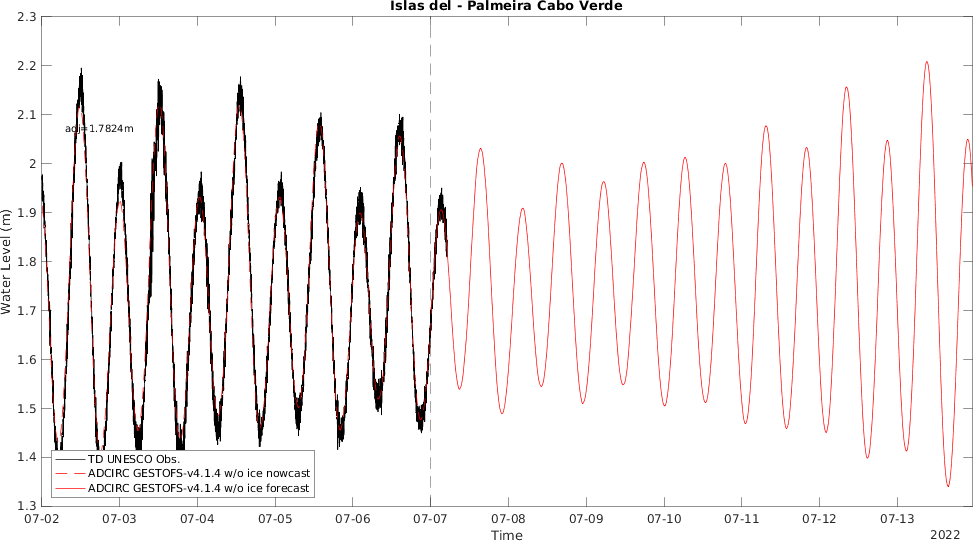 Islas del - Palmeira Cabo Verde
2.3
2.2
2.1
2
1.9
1.8
1.7
1.6
1.5
1.4
1.3
Water Level (m)
adj=1.7824m
TD UNESCO Obs.
ADCIRC GESTOFS-v4.1.4 w/o ice nowcast
ADCIRC GESTOFS-v4.1.4 w/o ice forecast
07-02 07-03 07-04 07-05 07-06 07-07 07-08 07-09 07-10 07-11 07-12 07-13
Time
2022